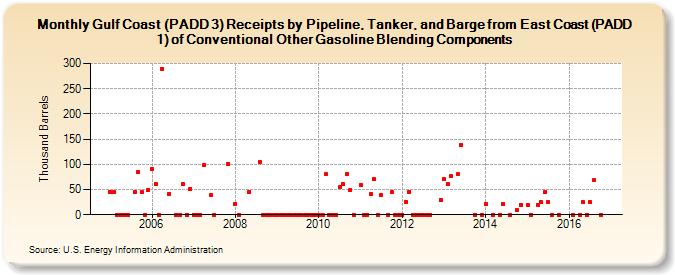 Monthly Gulf Coast (PADD 3) Receipts by Pipeline, Tanker, and Barge from East Coast (PADD
1) of Conventional Other Gasoline Blending Components
Thousand Barrels
300
250
200
150
100
50
0
2006 2008 2010 2012 2014 2016
Source: U.S. Energy Information Administration